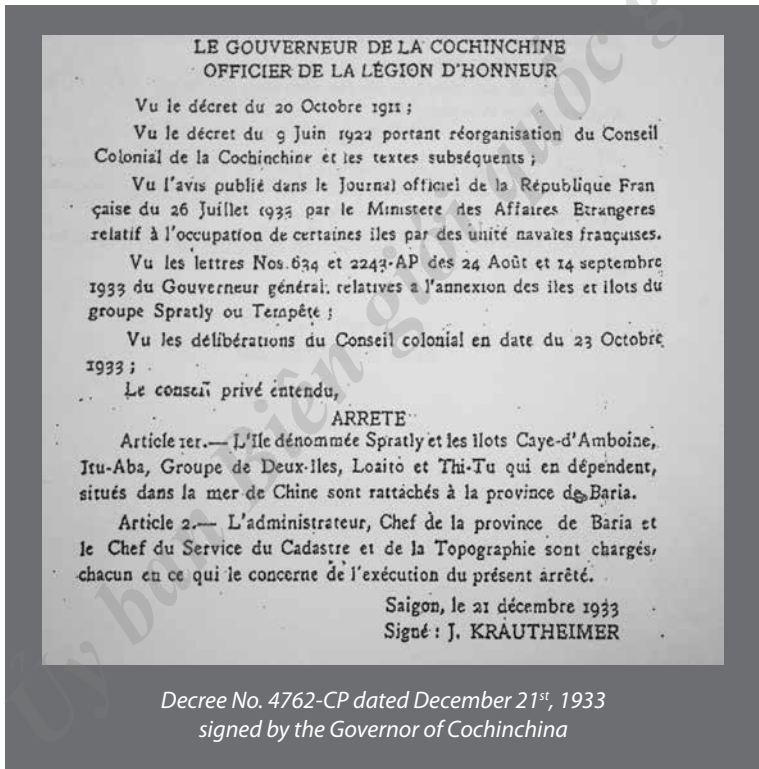 LE GOUVERNEUR DE LA COCHINCHINE
OFFICIER DE LA LÉGION D'HONNEUR
Vu le décret du 20 Octobre 1911 ;
Vu le décret du 9 Juin 1922 portant réorganisation du Conseil
Colonial de la Cochinchine et les textes subséquents ;
Vu l'avis publié dans le Journal officiel de la République Fran
çaise du 26 Juillet 1933 par le Ministere des Affaires Etrangeres
relatif à l'occupation de certaines iles par des unité navales françaises.
Vu les lettres Nos.634 et 2243-AP des 24 Août et 14 septembre
1933 du Gouverneur général, relatives a l'annexion des iles et ilots du
groupe Spratly ou Tempête ;
Vu les délibérations du Conseil colonial en date du 23 Octobre
1933 ;
Le conseil privé entendu,
ARRETE
Article 1er.— L'Ile dénommée Spratly et les ilots Caye-d'Amboine,
Itu-Aba, Groupe de Deux-Iles, Loaito et Thi-Tu qui en dépendent,
situés dans la mer de Chine sont rattachés à la province de Baria.
Article 2.— L'administrateur, Chef de la province de Baria et
le Chef du Service du Cadastre et de la Topographie sont chargés,
chacun en ce qui le concerne de l'exécution du présent arrêté.
Saigon, le 21 décembre 1933
Signé : J. KRAUTHEIMER
Decree No. 4762-CP dated December 21st, 1933
signed by the Governor of Cochinchina
Ủy ban Biên giới quốc g